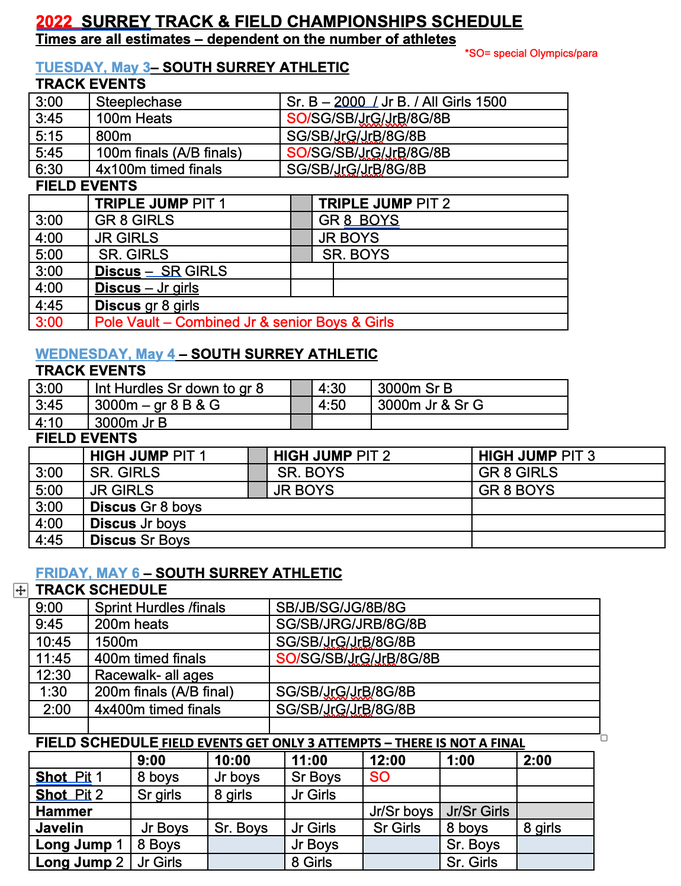 2022 SURREY TRACK & FIELD CHAMPIONSHIPS SCHEDULE
Times are all estimates – dependent on the number of athletes
*SO= special Olympics/para
TUESDAY, May 3– SOUTH SURREY ATHLETIC
TRACK EVENTS
3:00 Steeplechase Sr. B – 2000 / Jr B. / All Girls 1500
3:45 100m Heats SO/SG/SB/JrG/JrB/8G/8B
5:15 800m SG/SB/JrG/JrB/8G/8B
5:45 100m finals (A/B finals) SO/SG/SB/JrG/JrB/8G/8B
6:30 4x100m timed finals SG/SB/JrG/JrB/8G/8B
FIELD EVENTS
TRIPLE JUMP PIT 1 TRIPLE JUMP PIT 2
3:00 GR 8 GIRLS GR 8 BOYS
4:00 JR GIRLS JR BOYS
5:00 SR. GIRLS SR. BOYS
3:00 Discus – SR GIRLS
4:00 Discus – Jr girls
4:45 Discus gr 8 girls
3:00 Pole Vault – Combined Jr & senior Boys & Girls
WEDNESDAY, May 4 – SOUTH SURREY ATHLETIC
TRACK EVENTS
3:00 Int Hurdles Sr down to gr 8 4:30 3000m Sr B
3:45 3000m – gr 8 B & G 4:50 3000m Jr & Sr G
4:10 3000m Jr B
FIELD EVENTS
HIGH JUMP PIT 1 HIGH JUMP PIT 2 HIGH JUMP PIT 3
3:00 SR. GIRLS SR. BOYS GR 8 GIRLS
5:00 JR GIRLS JR BOYS GR 8 BOYS
3:00 Discus Gr 8 boys
4:00 Discus Jr boys
4:45 Discus Sr Boys
FRIDAY, MAY 6 – SOUTH SURREY ATHLETIC
TRACK SCHEDULE
9:00 Sprint Hurdles /finals SB/JB/SG/JG/8B/8G
9:45 200m heats SG/SB/JRG/JRB/8G/8B
10:45 1500m SG/SB/JrG/JrB/8G/8B
11:45 400m timed finals SO/SG/SB/JrG/JrB/8G/8B
12:30 Racewalk- all ages
1:30 200m finals (A/B final) SG/SB/JrG/JrB/8G/8B
2:00 4x400m timed finals SG/SB/JrG/JrB/8G/8B
FIELD SCHEDULE FIELD EVENTS GET ONLY 3 ATTEMPTS – THERE IS NOT A FINAL
9:00 10:00 11:00 12:00 1:00 2:00
Shot Pit 1 8 boys Jr boys Sr Boys SO
Shot Pit 2 Sr girls 8 girls Jr Girls
Hammer Jr/Sr boys Jr/Sr Girls
Javelin Jr Boys Sr. Boys Jr Girls Sr Girls 8 boys 8 girls
Long Jump 1 8 Boys Jr Boys Sr. Boys
Long Jump 2 Jr Girls 8 Girls Sr. Girls